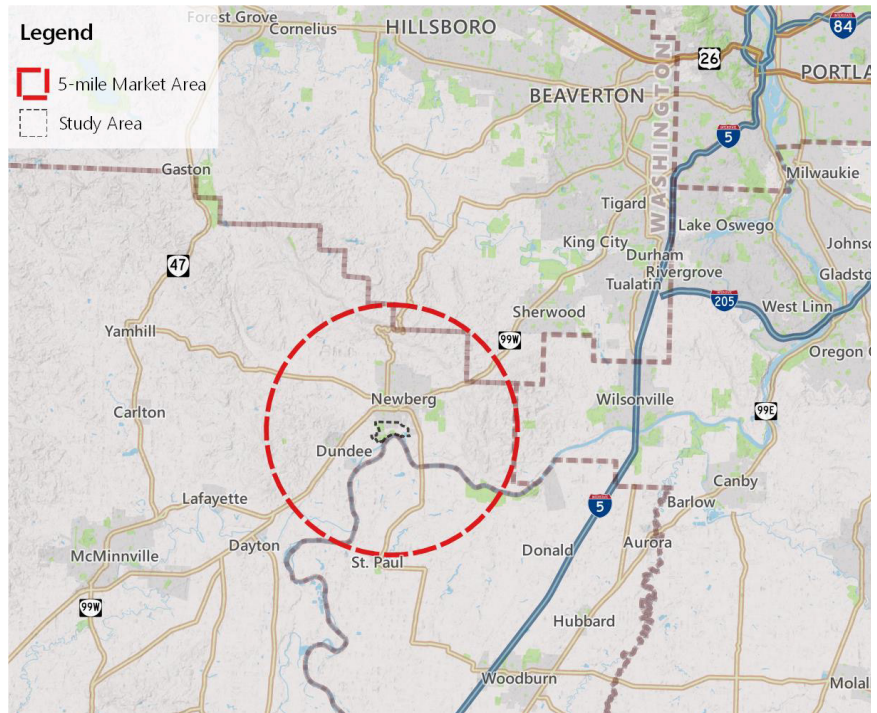 Legend
5-mile Market Area
Study Area
Forest Grove
Cornelius
HILLSBORO
84
26
PORTLA
BEAVERTON
WASHINGTON
5
Gaston
Milwaukie
Tigard
Lake Oswego
King City
Johns
47
Durham
Rivergrove
Gladsto
Tualatin
205
West Linn
Sherwood
Yamhill
99W
Oregon C
Newberg
Wilsonville
Carlton
99E
Dundee
Canby
Lafayette
5
Barlow
Dayton
Donald
Aurora
McMinnville
St. Paul
99W
Hubbard
Woodburn
Molal